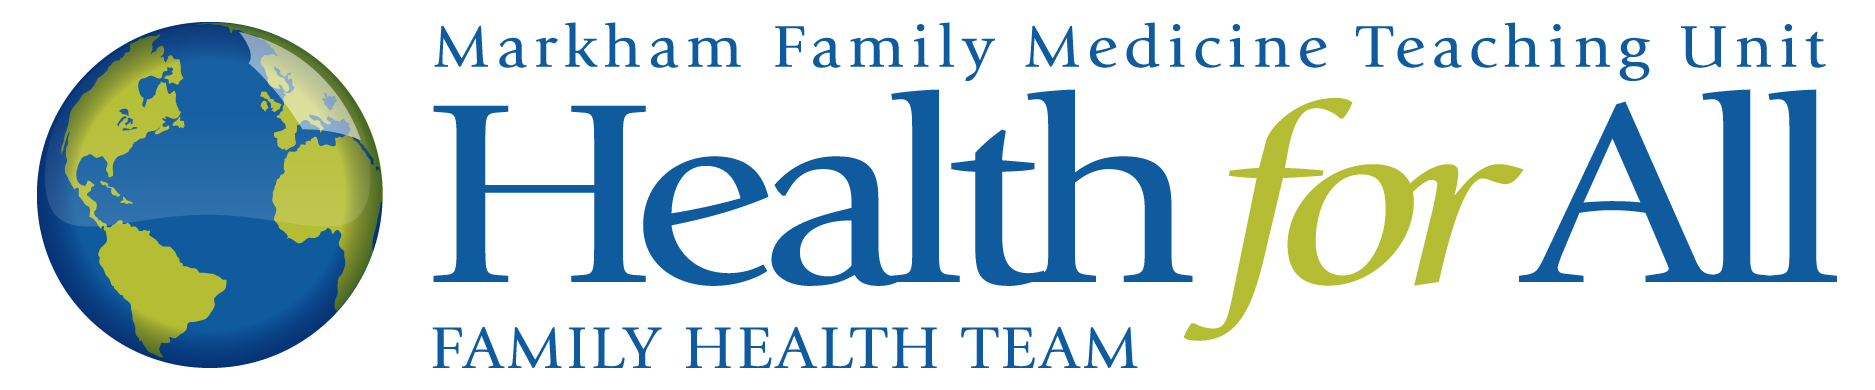 Markham Family Medicine Teaching Unit
Health for All
FAMILY HEALTH TEAM